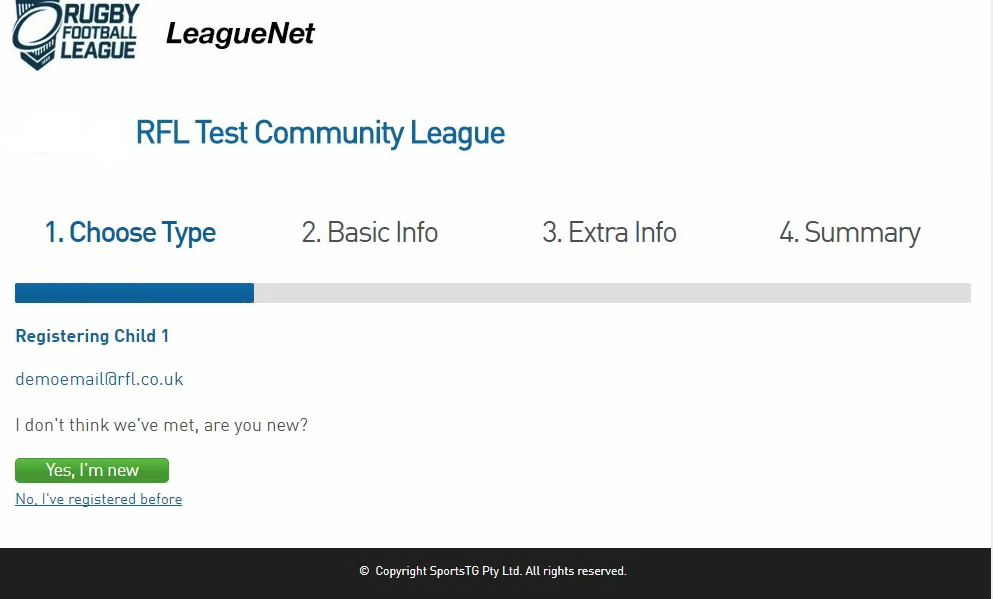 RUGBY
FOOTBALL
LEAGUE
LeagueNet
RFL Test Community League
1. Choose Type 2. Basic Info 3. Extra Info 4. Summary
Registering Child 1
demoemail@rfl.co.uk
I don't think we've met, are you new?
Yes, I'm new
No, I've registered before
© Copyright SportsTG Pty Ltd. All rights reserved.